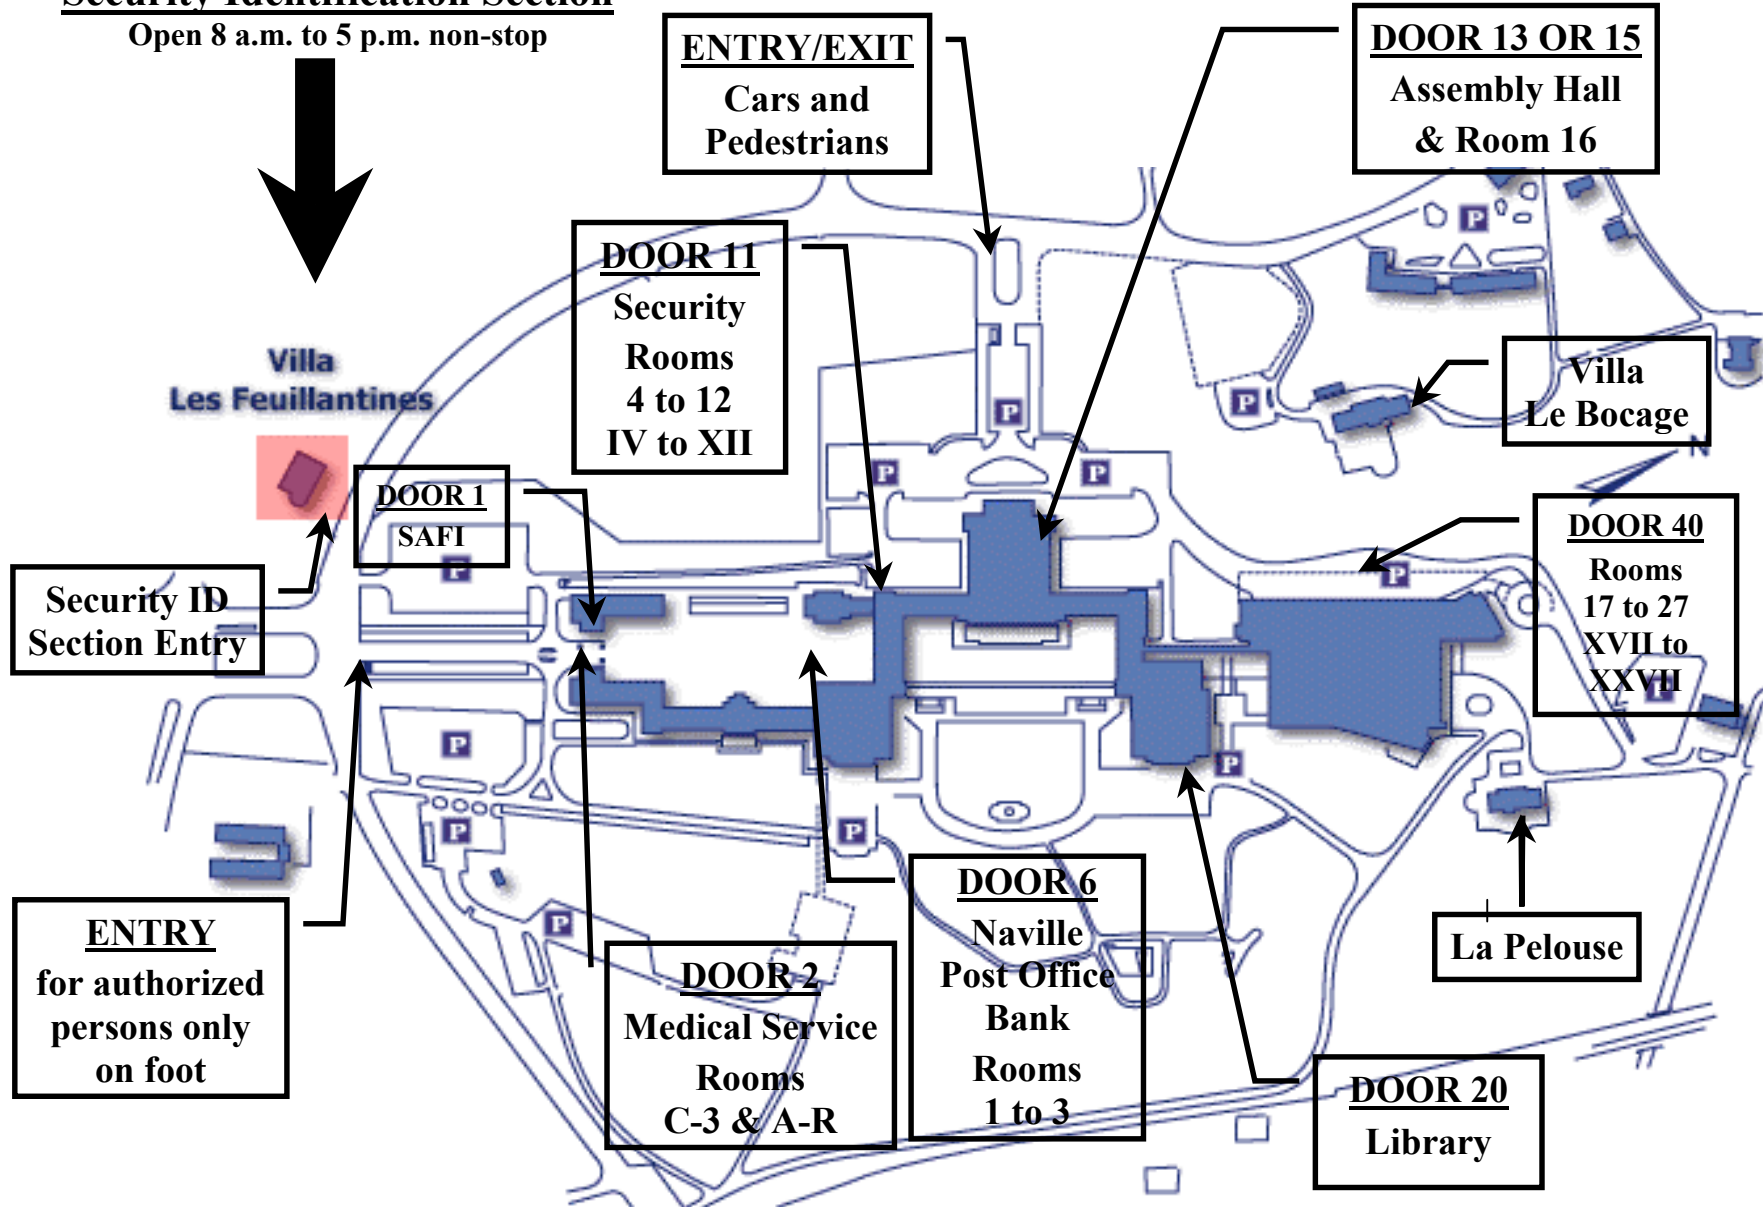 Security Identification Section
Open 8 a.m. to 5 p.m. non-stop
ENTRY/EXIT
Cars and
Pedestrians
DOOR 13 OR 15
Assembly Hall
& Room 16
DOOR 11
Security
Rooms
4 to 12
IV to XII
Villa
Les Feuillantines
Villa
Le Bocage
N
DOOR 1
SAFI
DOOR 40
Rooms
17 to 27
XVII to
XXVII
Security ID
Section Entry
P
P
P
P
P
P
P
P
P
P
P
P
P
ENTRY
for authorized
persons only
on foot
DOOR 2
Medical Service
Rooms
C-3 & A-R
DOOR 6
Naville
Post Office
Bank
Rooms
1 to 3
La Pelouse
DOOR 20
Library